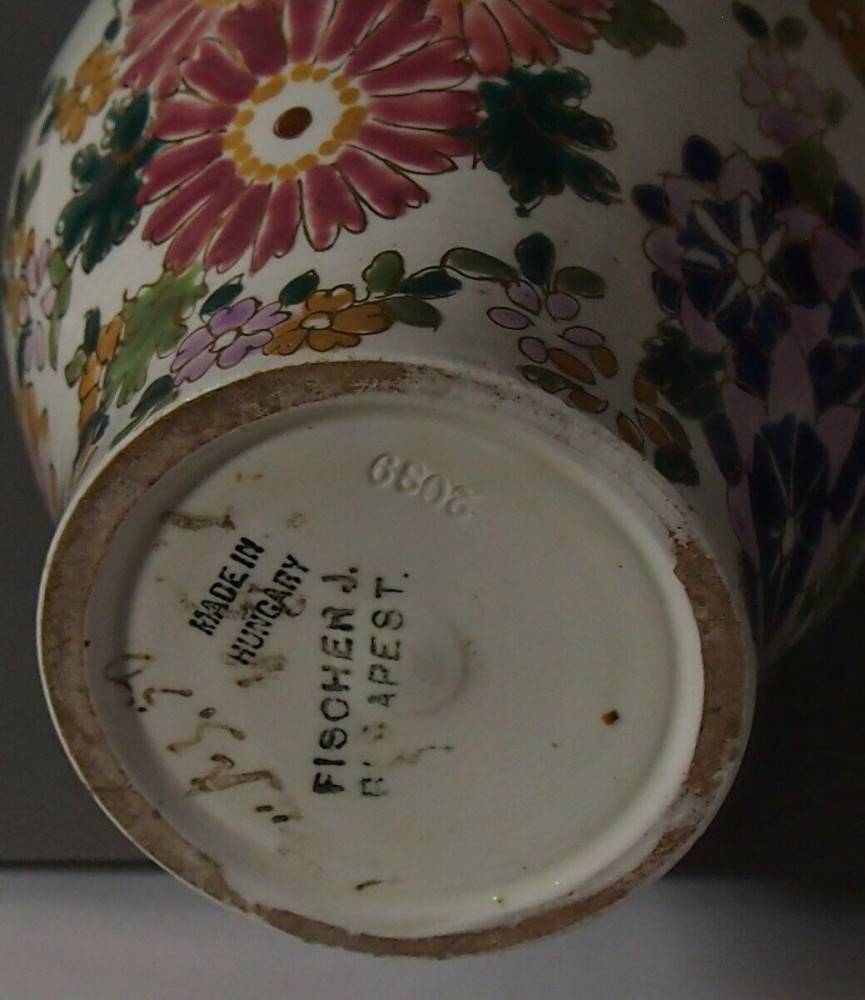 2039
MADE IN
HUNGARY
FISCHER J.
BUDAPEST.